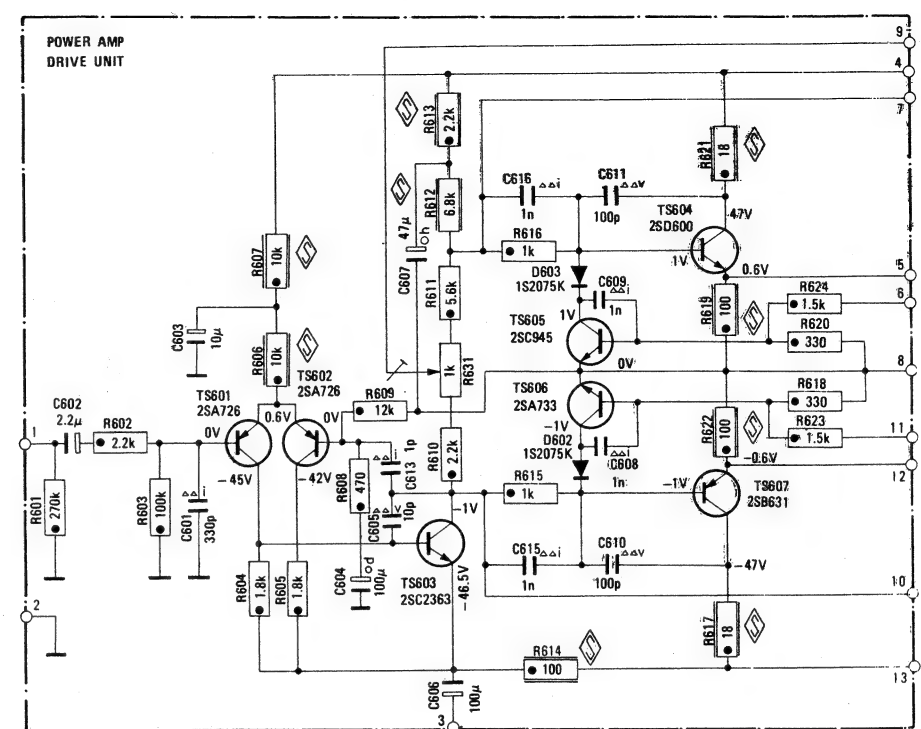 POWER AMP
DRIVE UNIT
9
4
7
R613
2.2k
R621
18
C616
1n
C611
100p
R612
6.8k
47V
TS604
2SD600
47μ
C607
R616
1k
1V
0.6V
5
R607
10k
D603
1S2075K
C609
1n
R624
1.5k
6
R611
5.6k
R619
100
C603
10μ
TS605
2SC945
1V
R620
330
R606
10k
R631
1k
0V
8
TS602
2SA726
TS606
2SA733
R618
330
TS601
2SA726
R609
12k
C602
2.2μ
R602
2.2k
0V
0.6V
0V
-1V
R622
100
R623
1.5k
11
1
D602
1S2075K
C608
1n
-0.6V
12
R610
2.2k
-45V
-42V
R608
470
C613
1p
R601
270k
R603
100k
C601
330p
C605
10p
R615
1k
-1V
TS607
2SB631
-1V
C615
1n
C610
100p
-47V
R604
1.8k
R605
1.8k
C604
100μ
TS603
2SC2363
-46.5V
10
2
R617
18
R614
100
13
C606
100μ
3